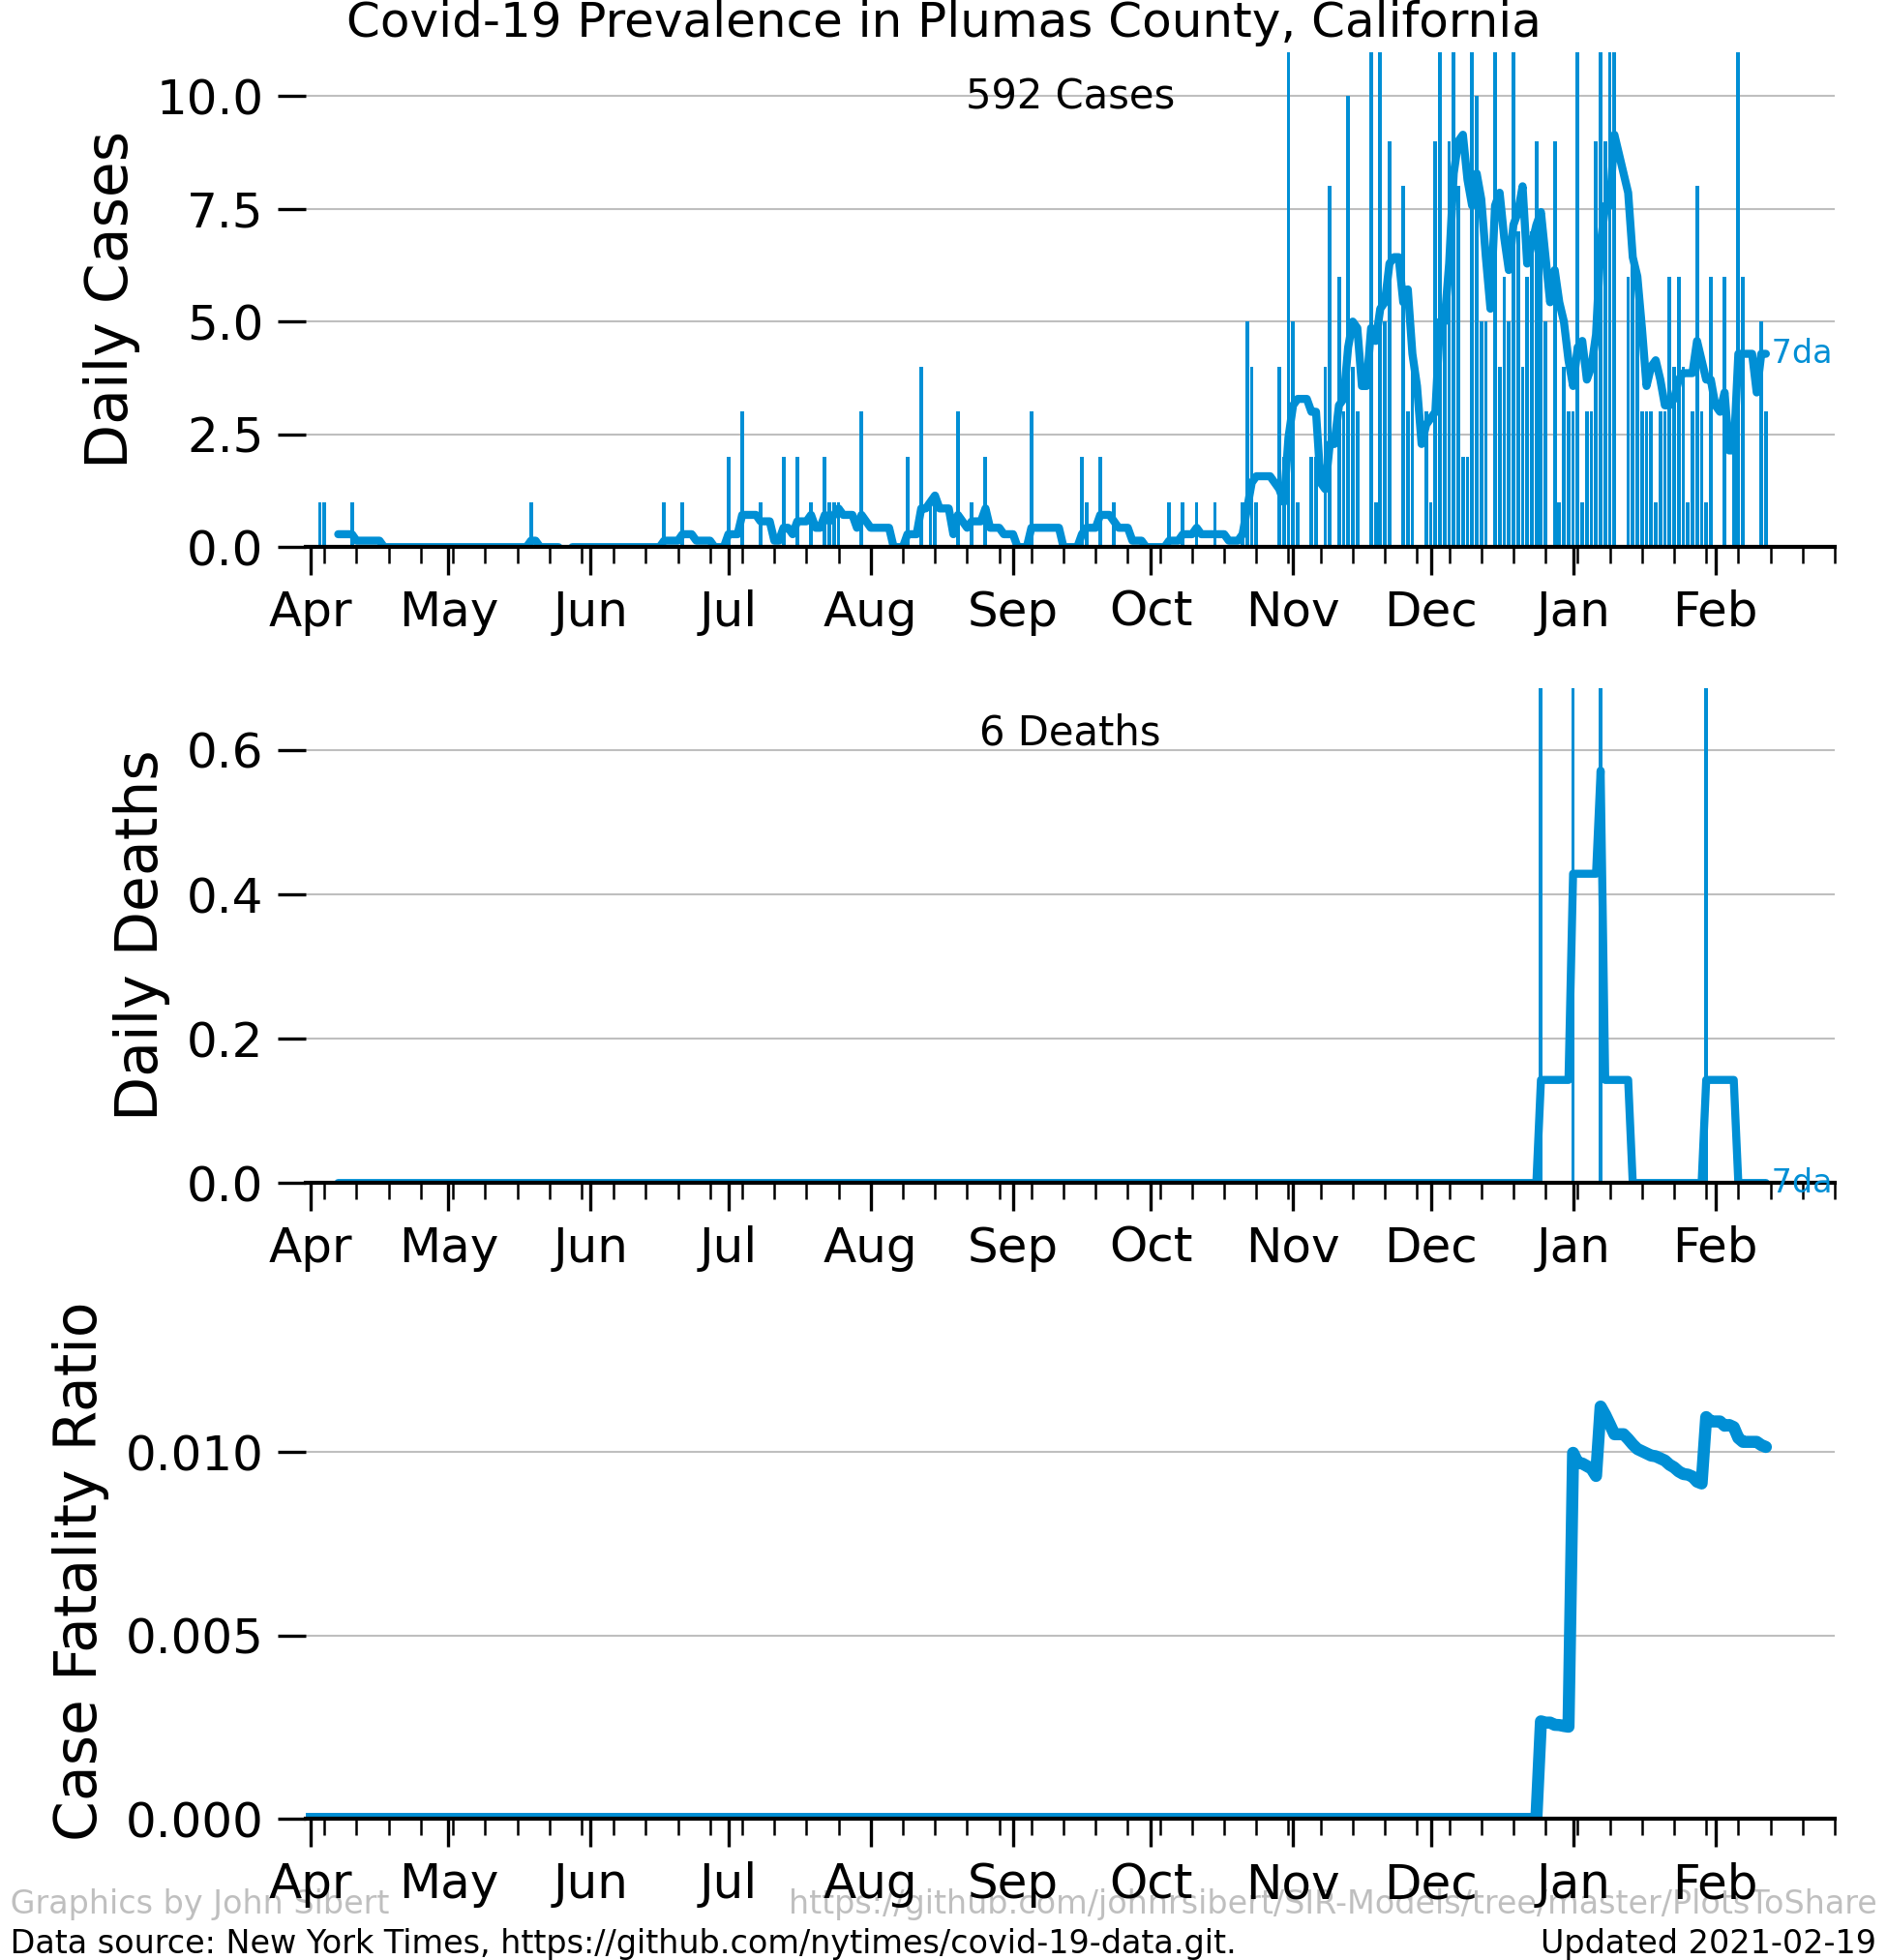 Covid-19 Prevalence in Plumas County, California
592 Cases
Daily Cases
10.0
7.5
5.0
2.5
0.0
7da
Apr May Jun Jul Aug Sep Oct Nov Dec Jan Feb
6 Deaths
Daily Deaths
0.6
0.4
0.2
0.0
7da
Apr May Jun Jul Aug Sep Oct Nov Dec Jan Feb
Case Fatality Ratio
0.010
0.005
0.000
Apr May Jun Jul Aug Sep Oct Nov Dec Jan Feb
Graphics by John Sibert https://github.com/johnrsibert/SIR-Models/tree/master/PlotsToShare
Data source: New York Times, https://github.com/nytimes/covid-19-data.git. Updated 2021-02-19